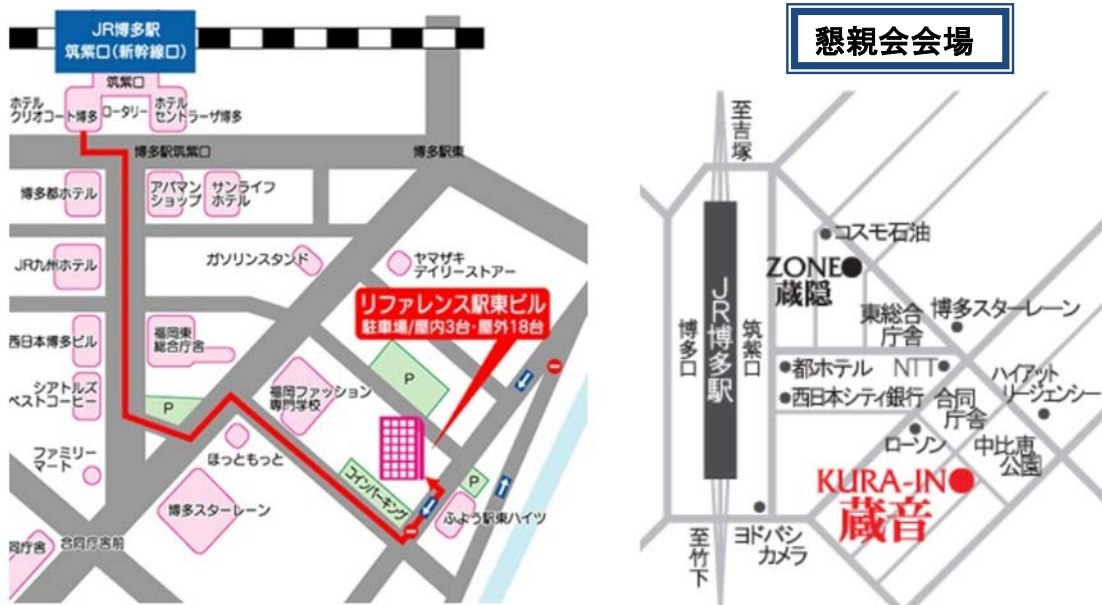 JR博多駅
筑紫口(新幹線口)
筑紫口
ホテル
クリオコート博多
ロータリー
ホテル
セントラーザ博多
博多駅筑紫口
博多駅東
博多都ホテル
アパマン
ショップ
サンライフ
ホテル
JR九州ホテル
ガソリンスタンド
ヤマザキ
デイリーストアー
リファレンス駅東ビル
駐車場/屋内3台・屋外18台
西日本博多ビル
福岡東
総合庁舎
シアトルズ
ベストコーヒー
P
福岡ファッション
専門学校
P
ファミリー
マート
ほっともっと
コインパーキング
P
博多スターレーン
ふよう駅東ハイツ
同庁舎
合同庁舎前
懇親会会場
至吉塚
コスモ石油
ZONE
蔵隠
JR博多駅
博多口
筑紫口
東総合
庁舎
博多スターレーン
都ホテル
NTT
ハイアット
リージェンシー
西日本シティ銀行
合同
庁舎
ローソン
中比恵
公園
KURA-IN
蔵音
ヨドバシ
カメラ
至竹下